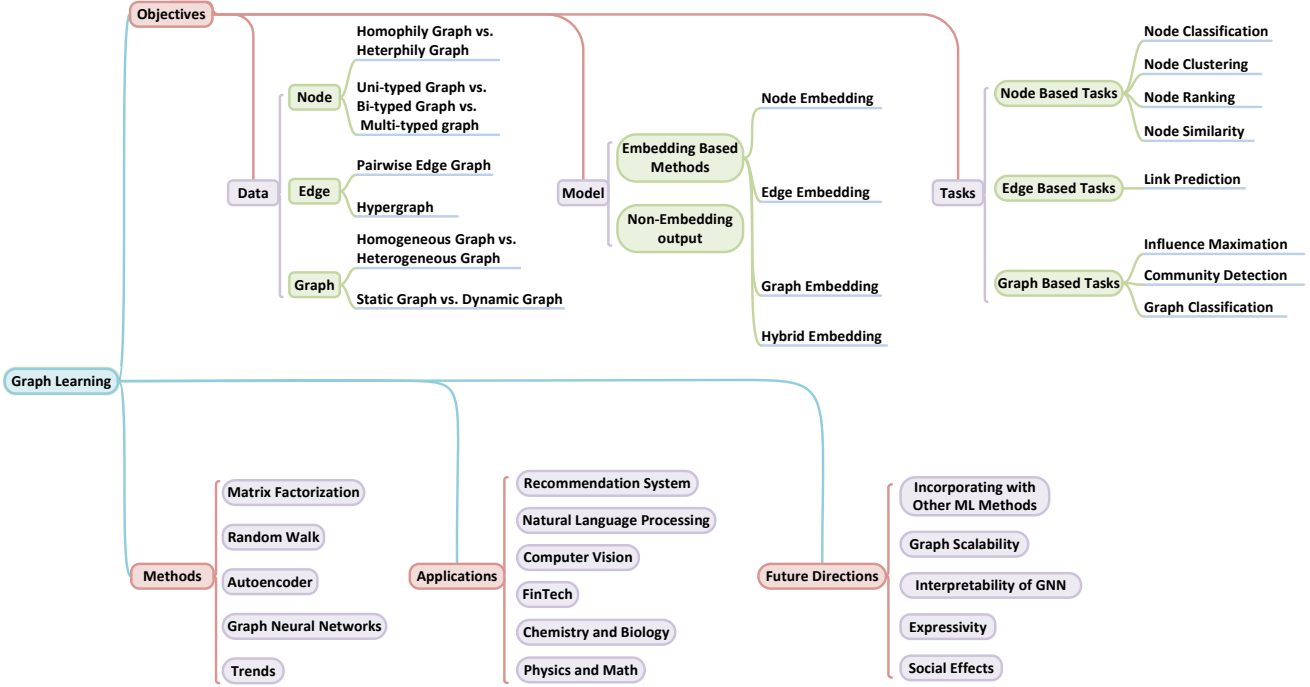 Objectives
Homophily Graph vs.
Heterphily Graph
Node
Uni-typed Graph vs.
Bi-typed Graph vs.
Multi-typed graph
Data
Edge
Pairwise Edge Graph
Hypergraph
Graph
Homogeneous Graph vs.
Heterogeneous Graph
Static Graph vs. Dynamic Graph
Model
Embedding Based
Methods
Non-Embedding
output
Node Embedding
Edge Embedding
Graph Embedding
Hybrid Embedding
Tasks
Node Based Tasks
Node Classification
Node Clustering
Node Ranking
Node Similarity
Edge Based Tasks
Link Prediction
Graph Based Tasks
Influence Maximation
Community Detection
Graph Classification
Graph Learning
Methods
Matrix Factorization
Random Walk
Autoencoder
Graph Neural Networks
Trends
Applications
Recommendation System
Natural Language Processing
Computer Vision
FinTech
Chemistry and Biology
Physics and Math
Future Directions
Incorporating with
Other ML Methods
Graph Scalability
Interpretability of GNN
Expressivity
Social Effects